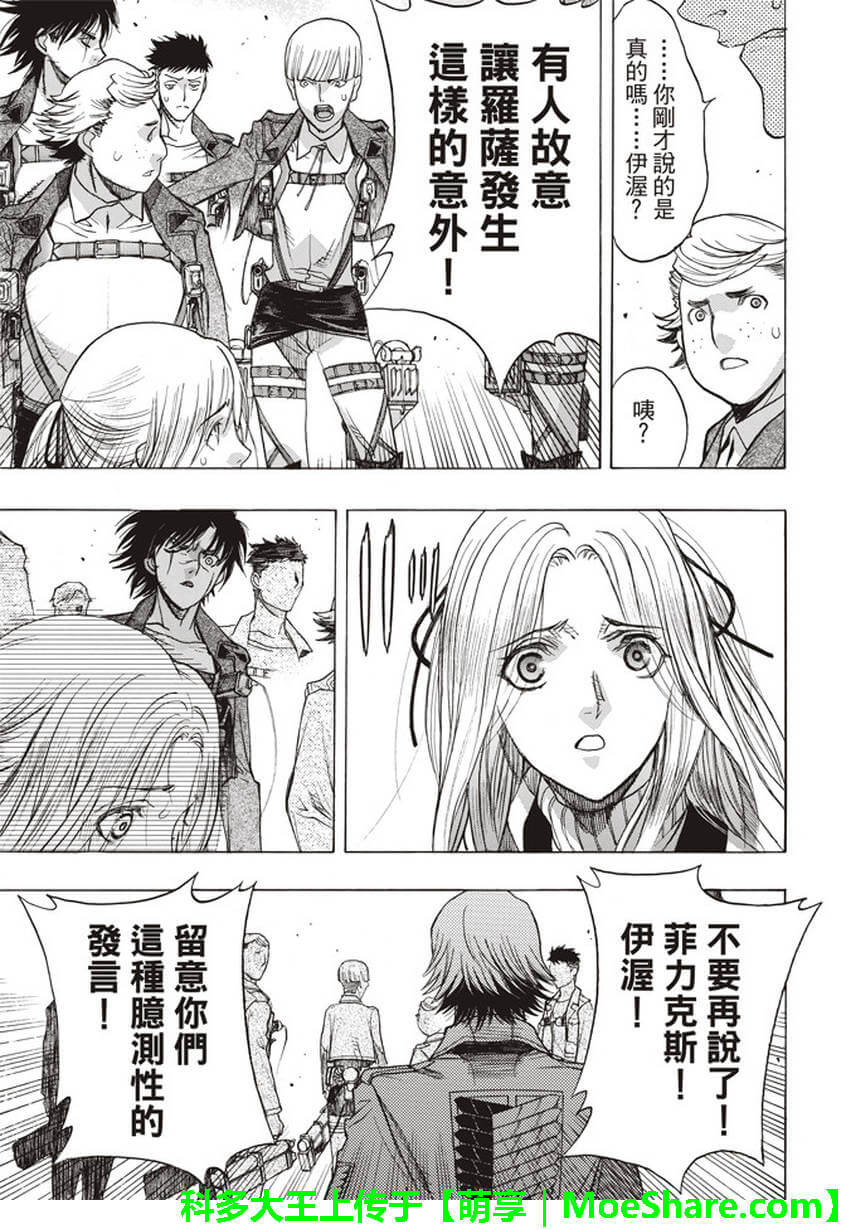 ……你剛才說的是
真的嗎……伊渥？
咦？
有人故意
讓羅薩發生
這樣的意外！
不要再說了！
菲力克斯！
伊渥！
留意你們
這種臆測性的
發言！
科多大王上传于【萌享｜MoeShare.com】